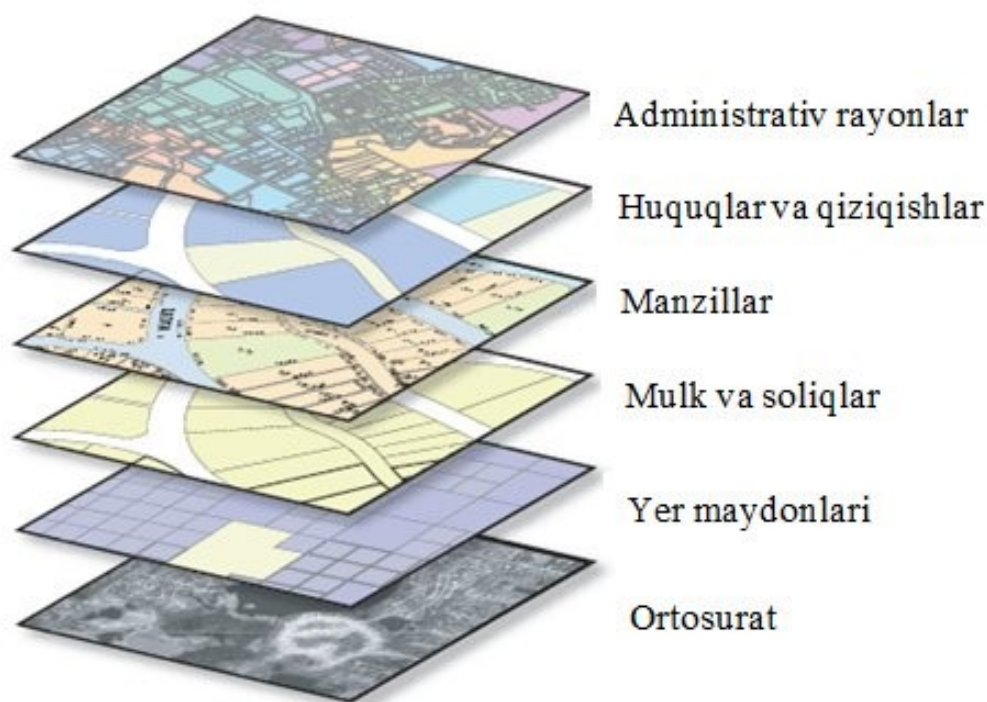 Administrativ rayonlar
Huquqlar va qiziqishlar
Manzillar
Mulk va soliqlar
Yer maydonlari
Ortosurat